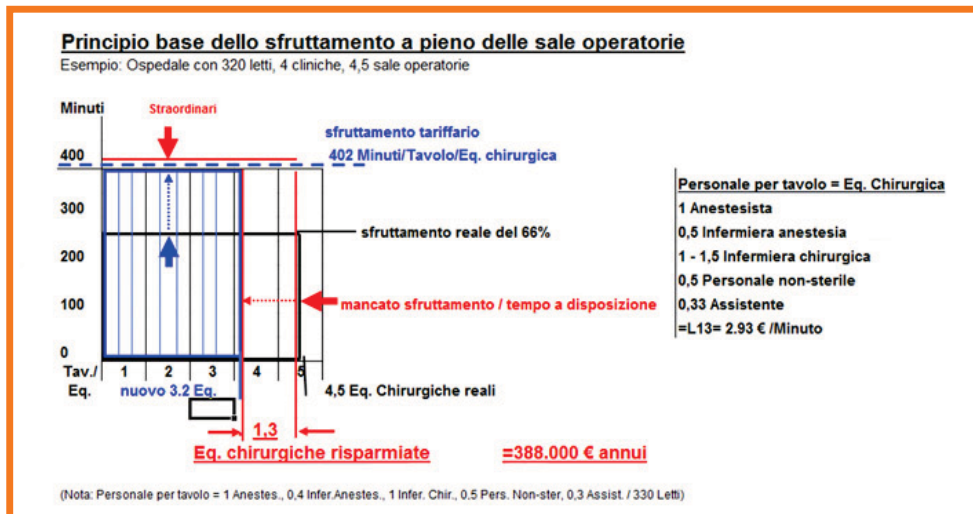 Principio base dello sfruttamento a pieno delle sale operatorie
Esempio: Ospedale con 320 letti, 4 cliniche, 4,5 sale operatorie
Minuti
Straordinari
sfruttamento tariffario
400
402 Minuti/Tavolo/Eq. chirurgica
300
sfruttamento reale del 66%
200
100
mancato sfruttamento / tempo a disposizione
0
Tav./ 1 2 3 4 5
Eq. nuovo 3.2 Eq.
4,5 Eq. Chirurgiche reali
Personale per tavolo = Eq. Chirurgica
1 Anestesista
0,5 Infermiera anestesia
1 - 1,5 Infermiera chirurgica
0,5 Personale non-sterile
0,33 Assistente
=L13= 2.93 € /Minuto
1,3
Eq. chirurgiche risparmiate =388.000 € annui
(Nota: Personale per tavolo = 1 Anestes., 0,4 Infer.Anestes., 1 Infer. Chir., 0.5 Pers. Non-ster, 0,3 Assist. / 330 Letti)